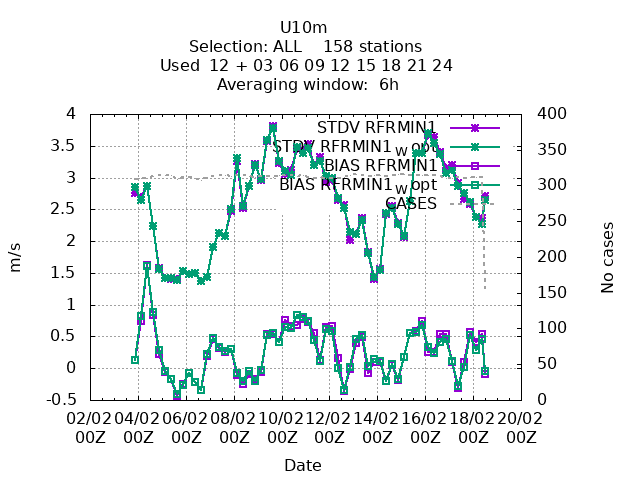 U10m
Selection: ALL 158 stations
Used 12 + 03 06 09 12 15 18 21 24
Averaging window: 6h
4
3.5
3
2.5
2
1.5
1
0.5
0
-0.5
m/s
400
350
300
250
200
150
100
50
0
No cases
STDV RFRMIN1
STDV RFRMIN1_W opt
BIAS RFRMIN1
BIAS RFRMIN1_W opt
CASES
02/02 04/02 06/02 08/02 10/02 12/02 14/02 16/02 18/02 20/02
00Z 00Z 00Z 00Z 00Z 00Z 00Z 00Z 00Z 00Z
Date